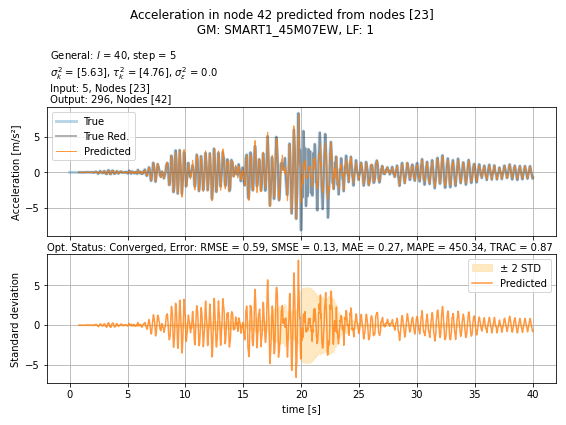 Acceleration in node 42 predicted from nodes [23]
GM: SMART1_45M07EW, LF: 1
General: l = 40, step = 5
σ²_κ = [5.63], τ²_k = [4.76], σ²_ε = 0.0
Input: 5, Nodes [23]
Output: 296, Nodes [42]
Acceleration [m/s²]
5
0
−5
True
True Red.
Predicted
Opt. Status: Converged, Error: RMSE = 0.59, SMSE = 0.13, MAE = 0.27, MAPE = 450.34, TRAC = 0.87
Standard deviation
5
0
−5
± 2 STD
Predicted
0 5 10 15 20 25 30 35 40
time [s]